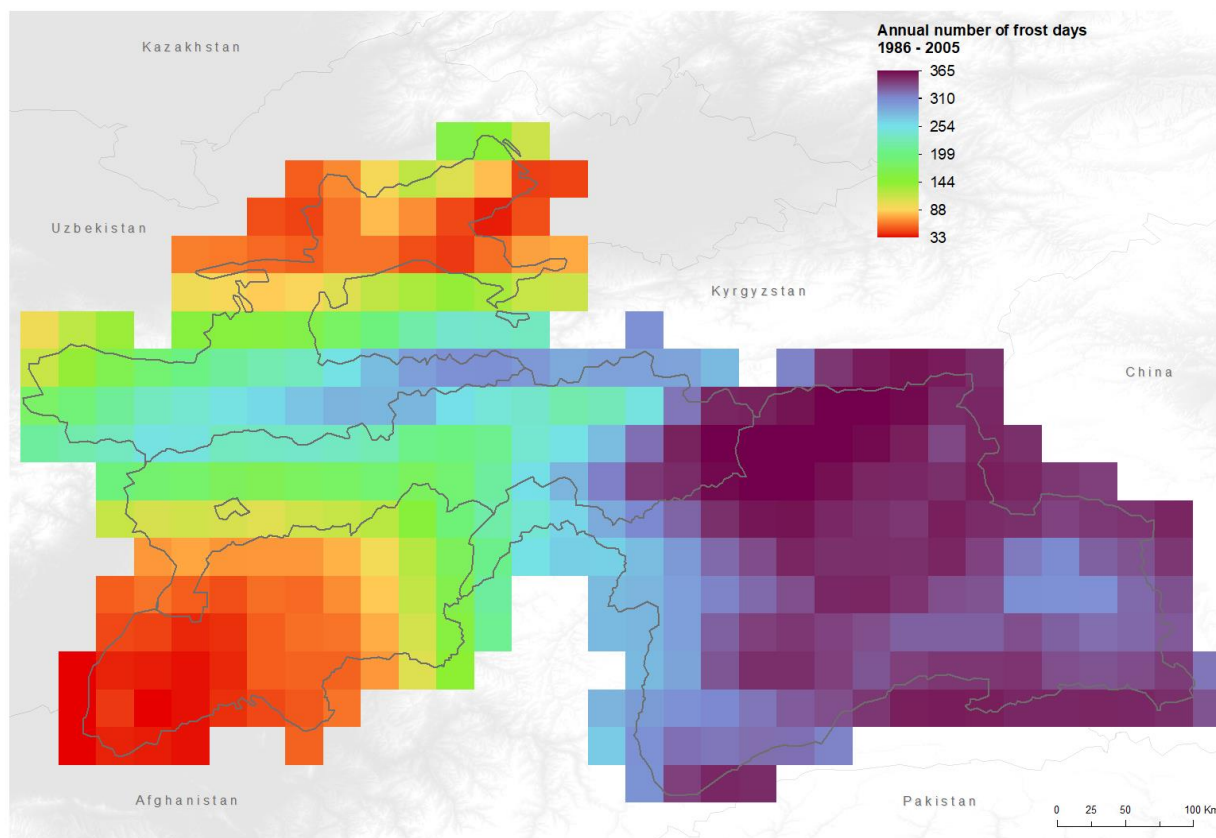 Kazakhstan
Annual number of frost days
1986 - 2005
365
310
254
199
144
88
33
Uzbekistan
Kyrgyzstan
China
Afghanistan
Pakistan
0 25 50 100 Km